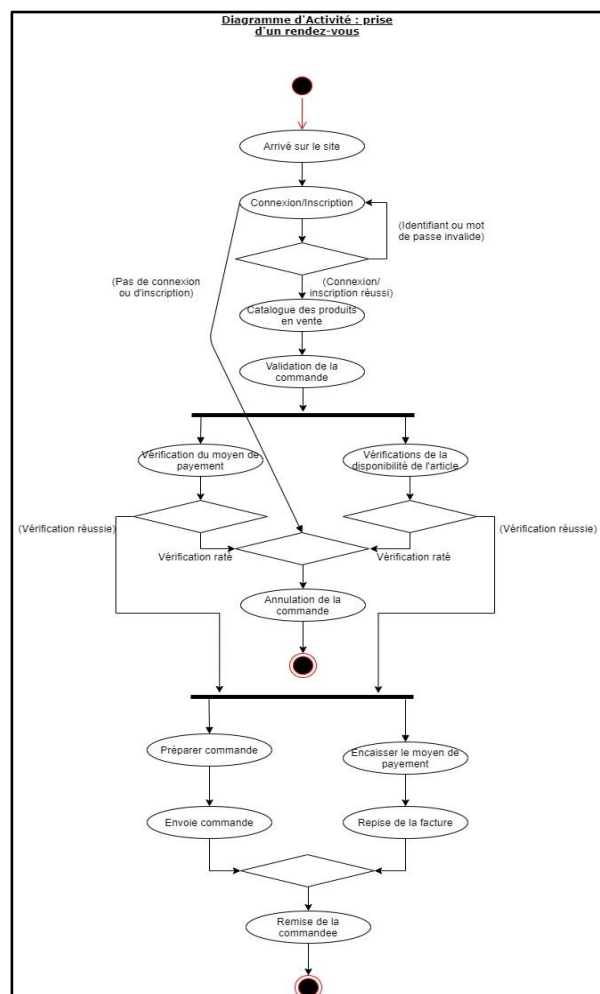 Diagramme d'Activité : prise
d'un rendez-vous
Arrivé sur le site
Connexion/Inscription
(Identifiant ou mot
de passe invalide)
(Pas de connexion
ou d'inscription)
(Connexion/
inscription réussi)
Catalogue des produits
en vente
Validation de la
commande
Vérification du moyen de
payement
Vérifications de la
disponibilité de l'article
(Vérification réussie)
(Vérification réussie)
Vérification raté
Vérification raté
Annulation de la
commande
Préparer commande
Encaisser le moyen de
payement
Envoie commande
Repise de la facture
Remise de la
commandee